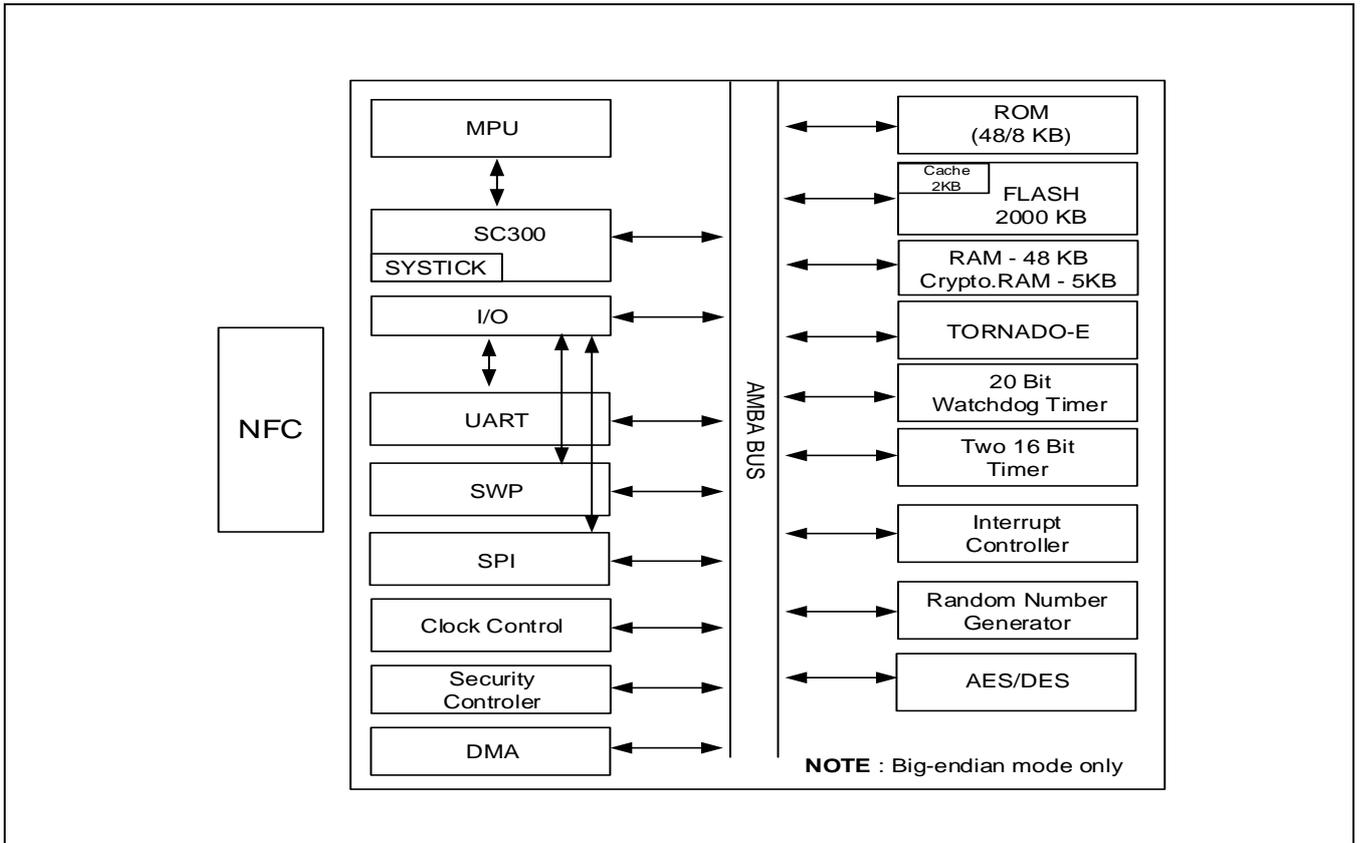 NFC
MPU
SC300
SYSTICK
I/O
UART
SWP
SPI
Clock Control
Security
Controler
DMA
AMBA BUS
ROM
(48/8 KB)
Cache
2KB
FLASH
2000 KB
RAM - 48 KB
Crypto.RAM - 5KB
TORNADO-E
20 Bit
Watchdog Timer
Two 16 Bit
Timer
Interrupt
Controller
Random Number
Generator
AES/DES
NOTE : Big-endian mode only